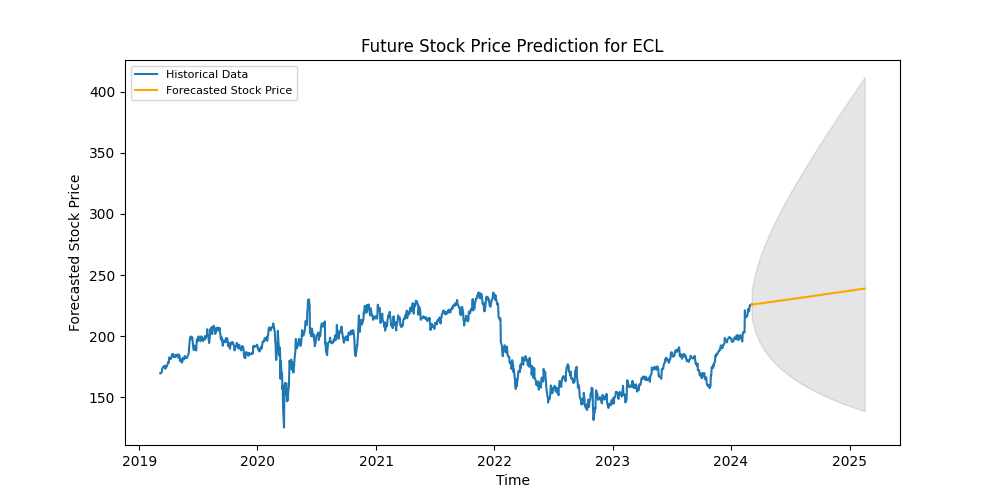 Future Stock Price Prediction for ECL
Historical Data
Forecasted Stock Price
Forecasted Stock Price
400
350
300
250
200
150
2019
2020
2021
2022
2023
2024
2025
Time